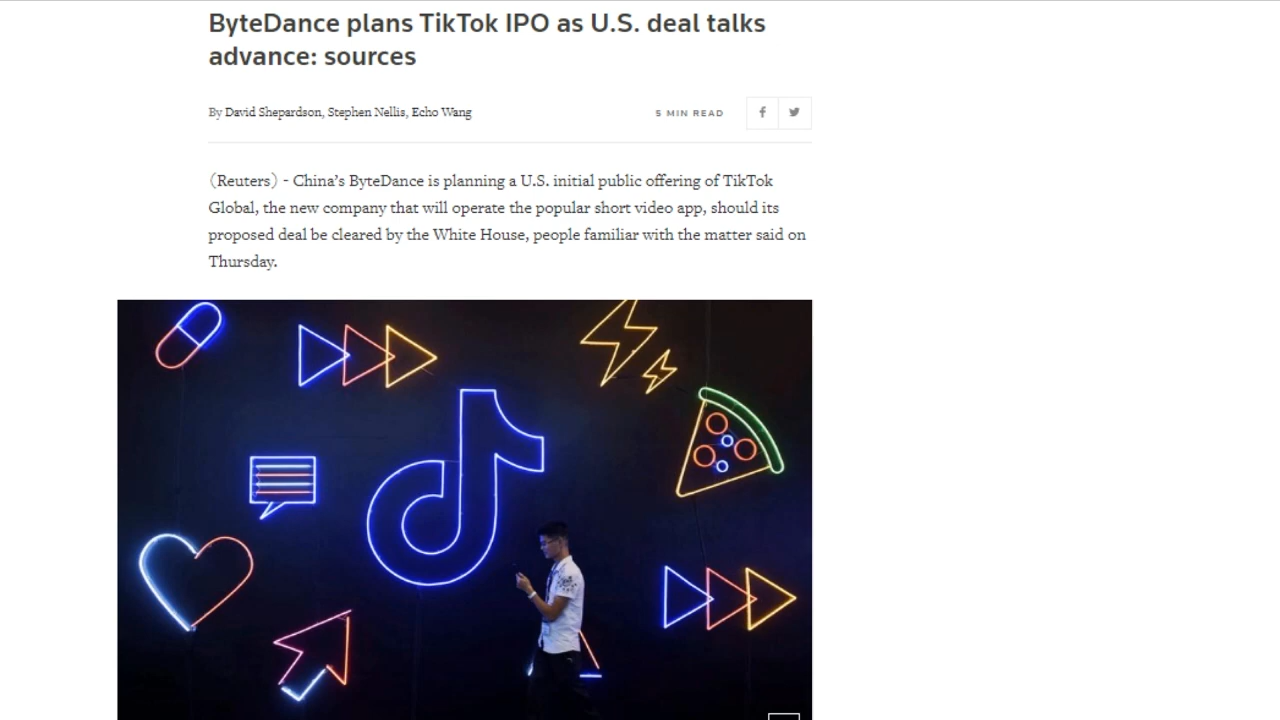 ByteDance plans TikTok IPO as U.S. deal talks
advance: sources
By David Shepardson, Stephen Nellis, Echo Wang
5 MIN READ
(Reuters) - China’s ByteDance is planning a U.S. initial public offering of TikTok
Global, the new company that will operate the popular short video app, should its
proposed deal be cleared by the White House, people familiar with the matter said on
Thursday.